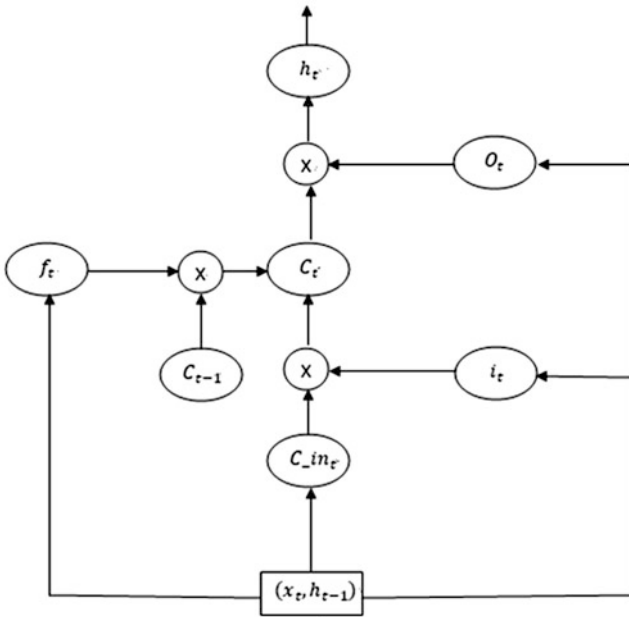 h_t
X
O_t
f_t
X
C_t
C_{t-1}
X
i_t
C_in_t
(x_t, h_{t-1})